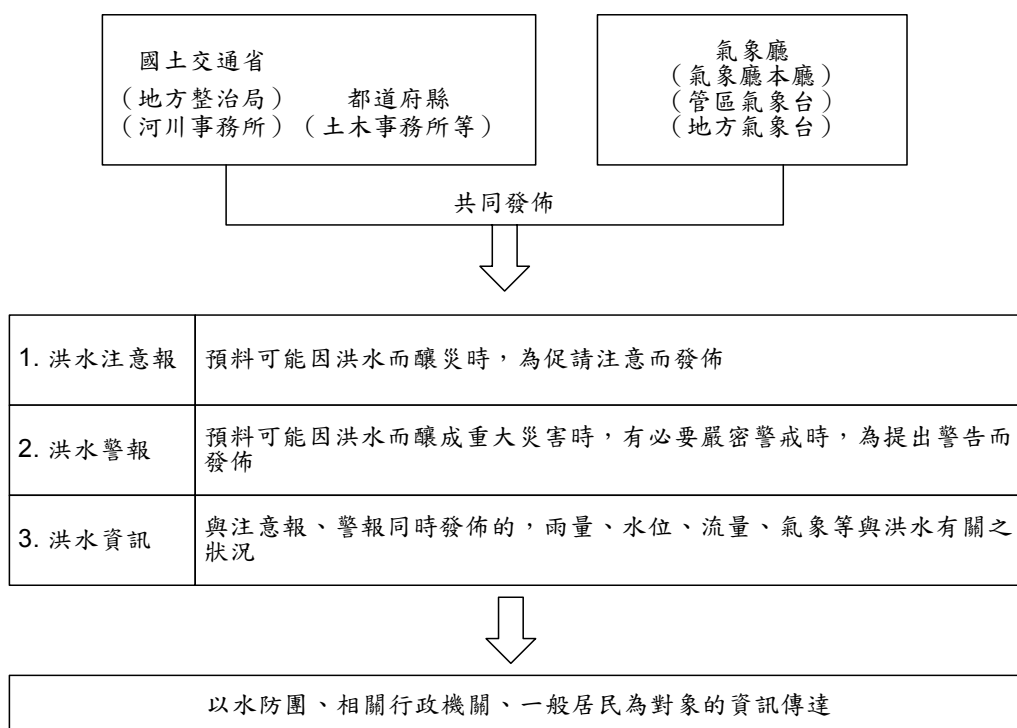 國土交通省
（地方整治局） 都道府縣
（河川事務所）（土木事務所等）
氣象廳
（氣象廳本廳）
（管區氣象台）
（地方氣象台）
共同發佈
1. 洪水注意報 預料可能因洪水而釀災時，為促請注意而發佈
2. 洪水警報 預料可能因洪水而釀成重大災害時，有必要嚴密警戒時，為提出警告而
發佈
3. 洪水資訊 與注意報、警報同時發佈的，雨量、水位、流量、氣象等與洪水有關之
狀況
以水防團、相關行政機關、一般居民為對象的資訊傳達